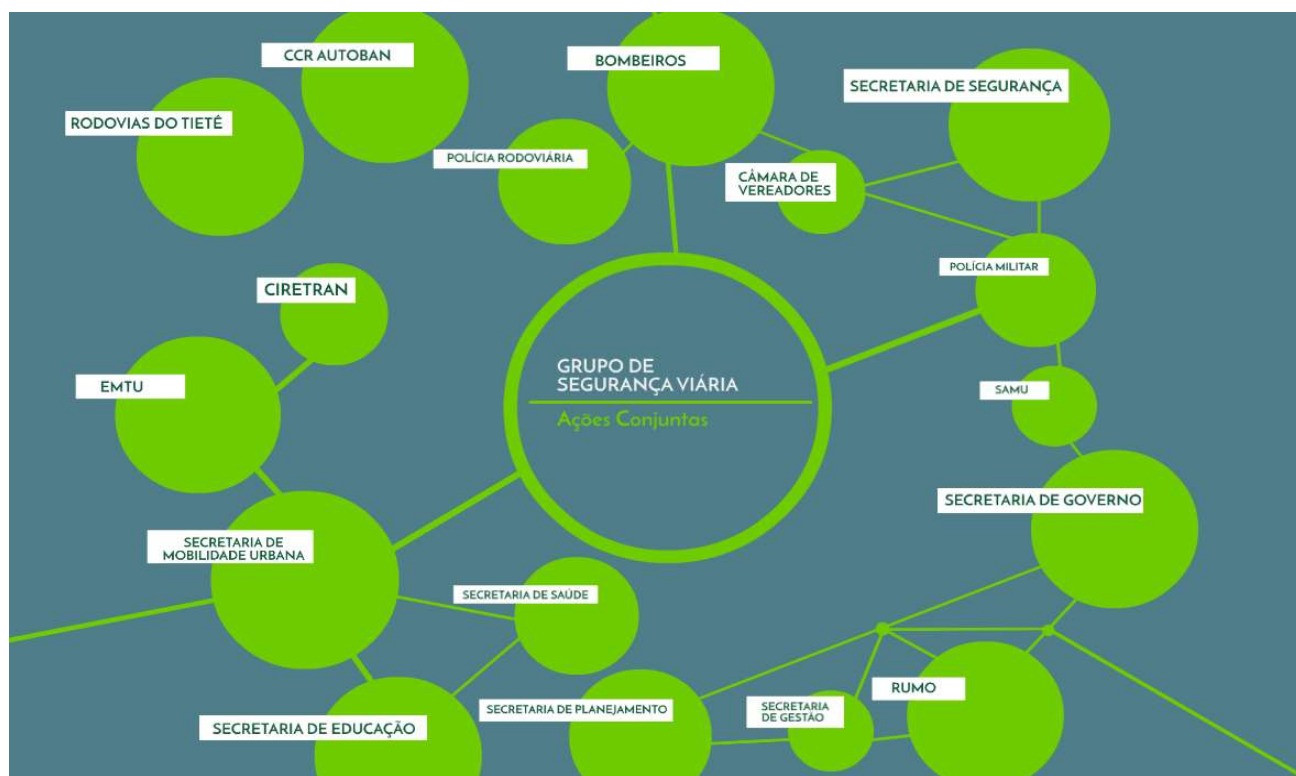 CCR AUTOBAN
BOMBEIROS
SECRETARIA DE SEGURANÇA
RODOVIAS DO TIETÊ
POLÍCIA RODOVIÁRIA
CÂMARA DE
VEREADORES
POLÍCIA MILITAR
CIRETRAN
GRUPO DE
SEGURANÇA VIÁRIA
Ações Conjuntas
EMTU
SAMU
SECRETARIA DE GOVERNO
SECRETARIA DE
MOBILIDADE URBANA
SECRETARIA DE SAÚDE
RUMO
SECRETARIA DE PLANEJAMENTO
SECRETARIA
DE GESTÃO
SECRETARIA DE EDUCAÇÃO